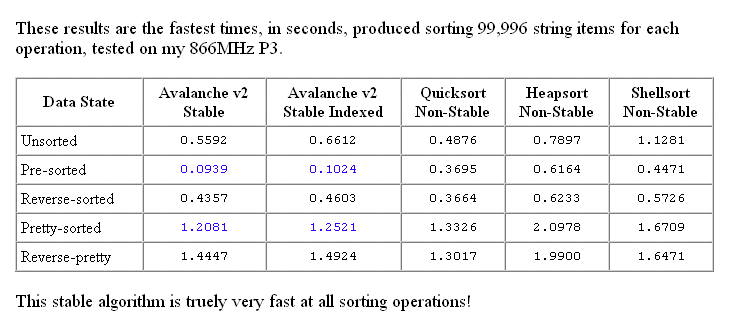 These results are the fastest times, in seconds, produced sorting 99,996 string items for each
operation, tested on my 866MHz P3.
Data State Avalanche v2 Stable Avalanche v2 Stable Indexed Quicksort Non-Stable Heapsort Non-Stable Shellsort Non-Stable
Unsorted 0.5592 0.6612 0.4876 0.7897 1.1281
Pre-sorted 0.0939 0.1024 0.3695 0.6164 0.4471
Reverse-sorted 0.4357 0.4603 0.3664 0.6233 0.5726
Pretty-sorted 1.2081 1.2521 1.3326 2.0978 1.6709
Reverse-pretty 1.4447 1.4924 1.3017 1.9900 1.6471
This stable algorithm is truely very fast at all sorting operations!